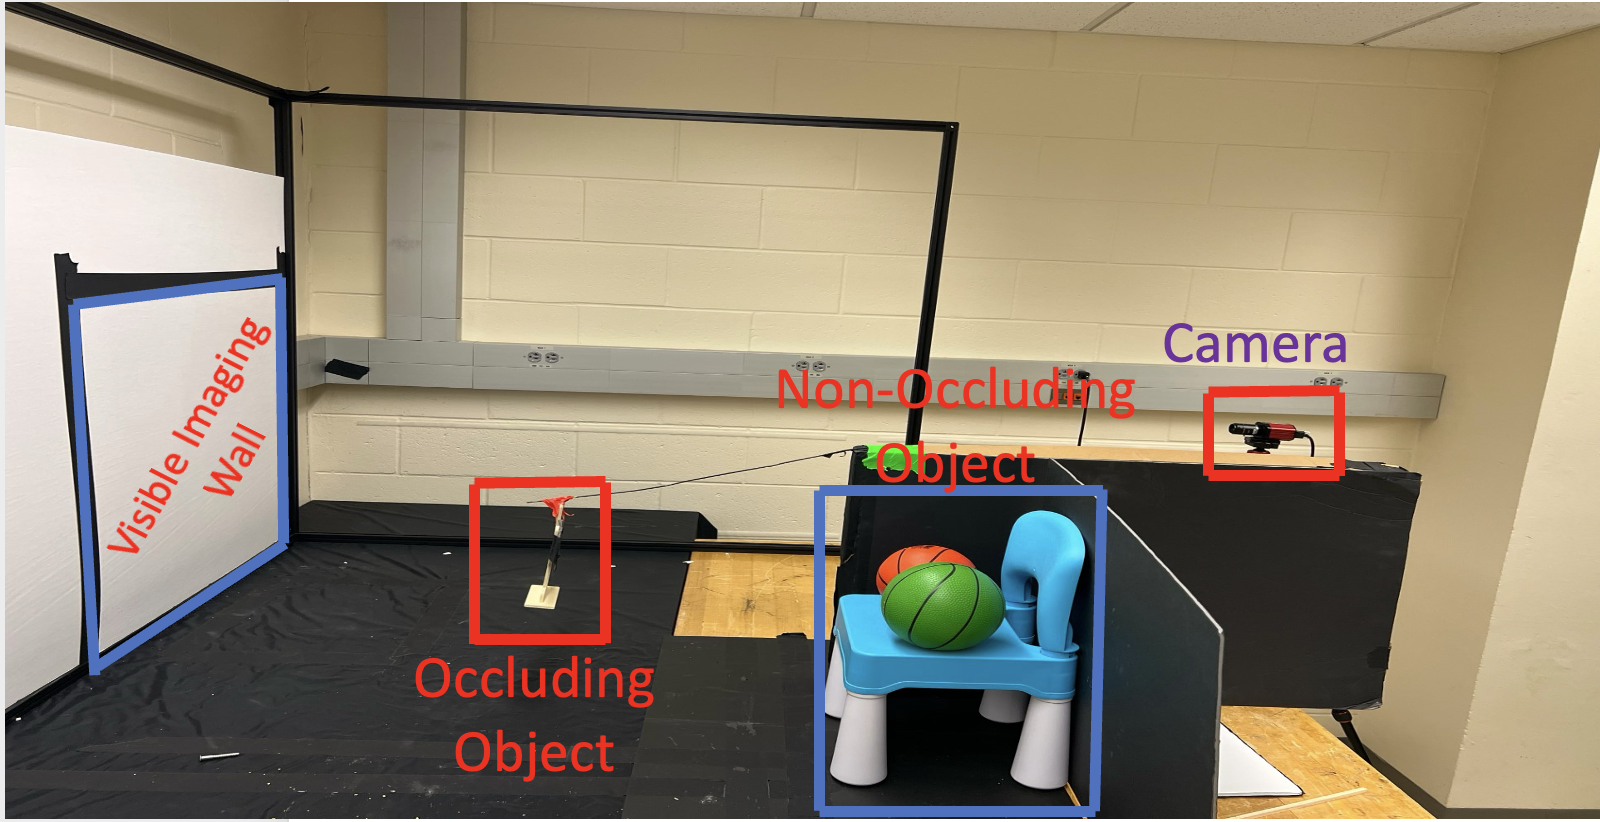 Camera
Non-Occluding
Object
Visible Imaging
Wall
Occluding
Object